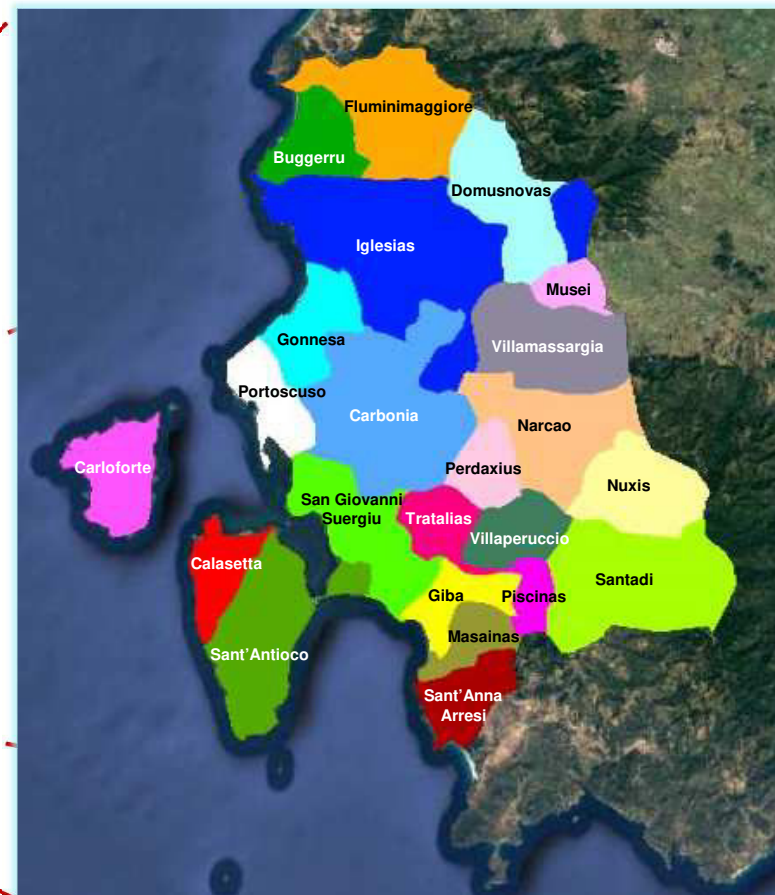 Fluminimaggiore
Buggerru
Domusnovas
Iglesias
Musei
Gonnesa
Villamassargia
Portoscuso
Carbonia
Narcao
Carloforte
Perdaxius
Nuxis
San Giovanni
Suergiu
Tratalias
Villaperuccio
Calasetta
Santadi
Giba
Piscinas
Masainas
Sant'Antioco
Sant'Anna
Arresi